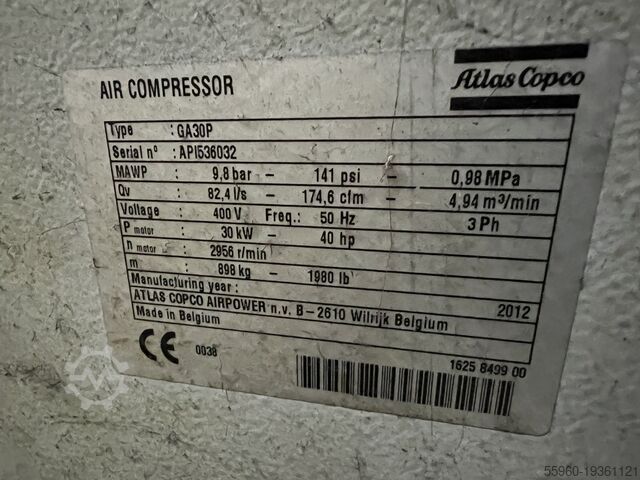 AIR COMPRESSOR
Atlas Copco
Type : GA30P
Serial nº : API536032
MAWP : 9,8 bar – 141 psi – 0,98 MPa
Qv : 82,4 l/s – 174,6 cfm – 4,94 m³/min
Voltage : 400 V Freq.: 50 Hz 3 Ph
P motor : 30 kW – 40 hp
n motor : 2956 r/min
m : 898 kg – 1980 lb
Manufacturing year : 2012
ATLAS COPCO AIRPOWER n.v. B – 2610 Wilrijk Belgium
Made in Belgium
CE 0038
1625 8499 00
55960-19361121